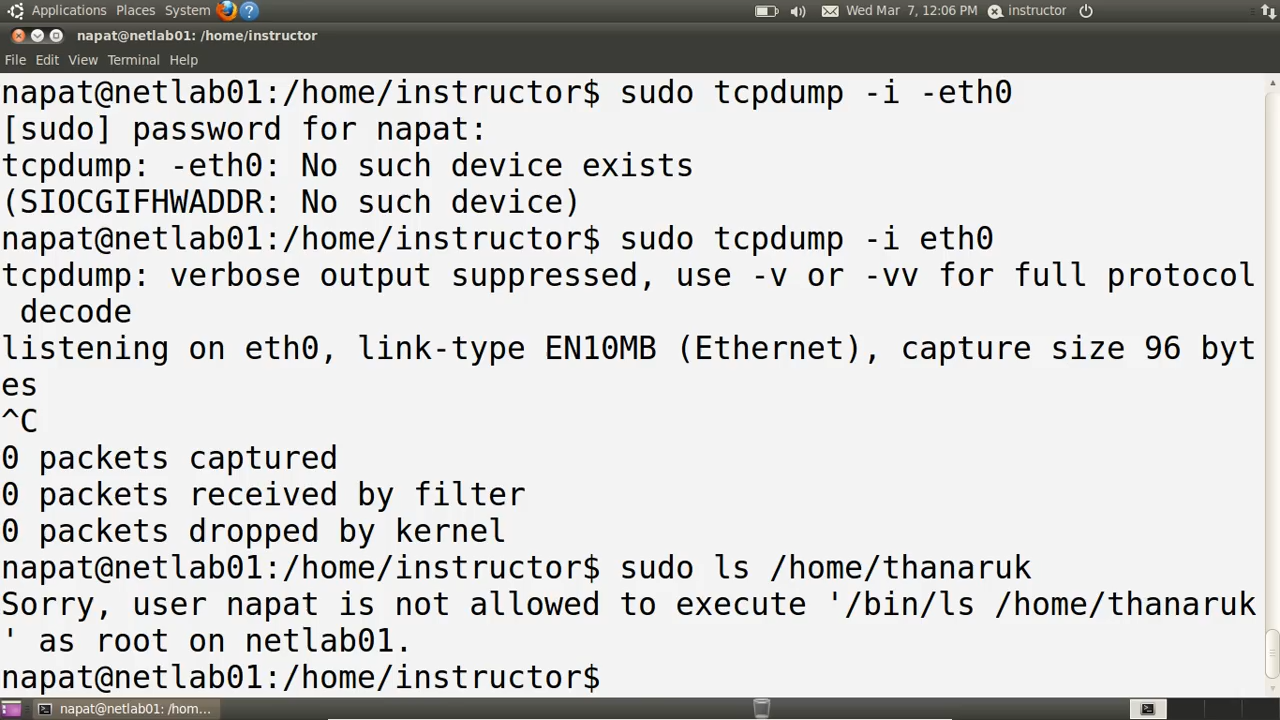 Applications Places System Wed Mar 7, 12:06 PM instructor
napat@netlab01: /home/instructor
File Edit View Terminal Help
napat@netlab01:/home/instructor$ sudo tcpdump -i -eth0
[sudo] password for napat:
tcpdump: -eth0: No such device exists
(SIOCGIFHWADDR: No such device)
napat@netlab01:/home/instructor$ sudo tcpdump -i eth0
tcpdump: verbose output suppressed, use -v or -vv for full protocol
 decode
listening on eth0, link-type EN10MB (Ethernet), capture size 96 byt
es
^C
0 packets captured
0 packets received by filter
0 packets dropped by kernel
napat@netlab01:/home/instructor$ sudo ls /home/thanaruk
Sorry, user napat is not allowed to execute '/bin/ls /home/thanaruk
' as root on netlab01.
napat@netlab01:/home/instructor$
napat@netlab01: /hom...